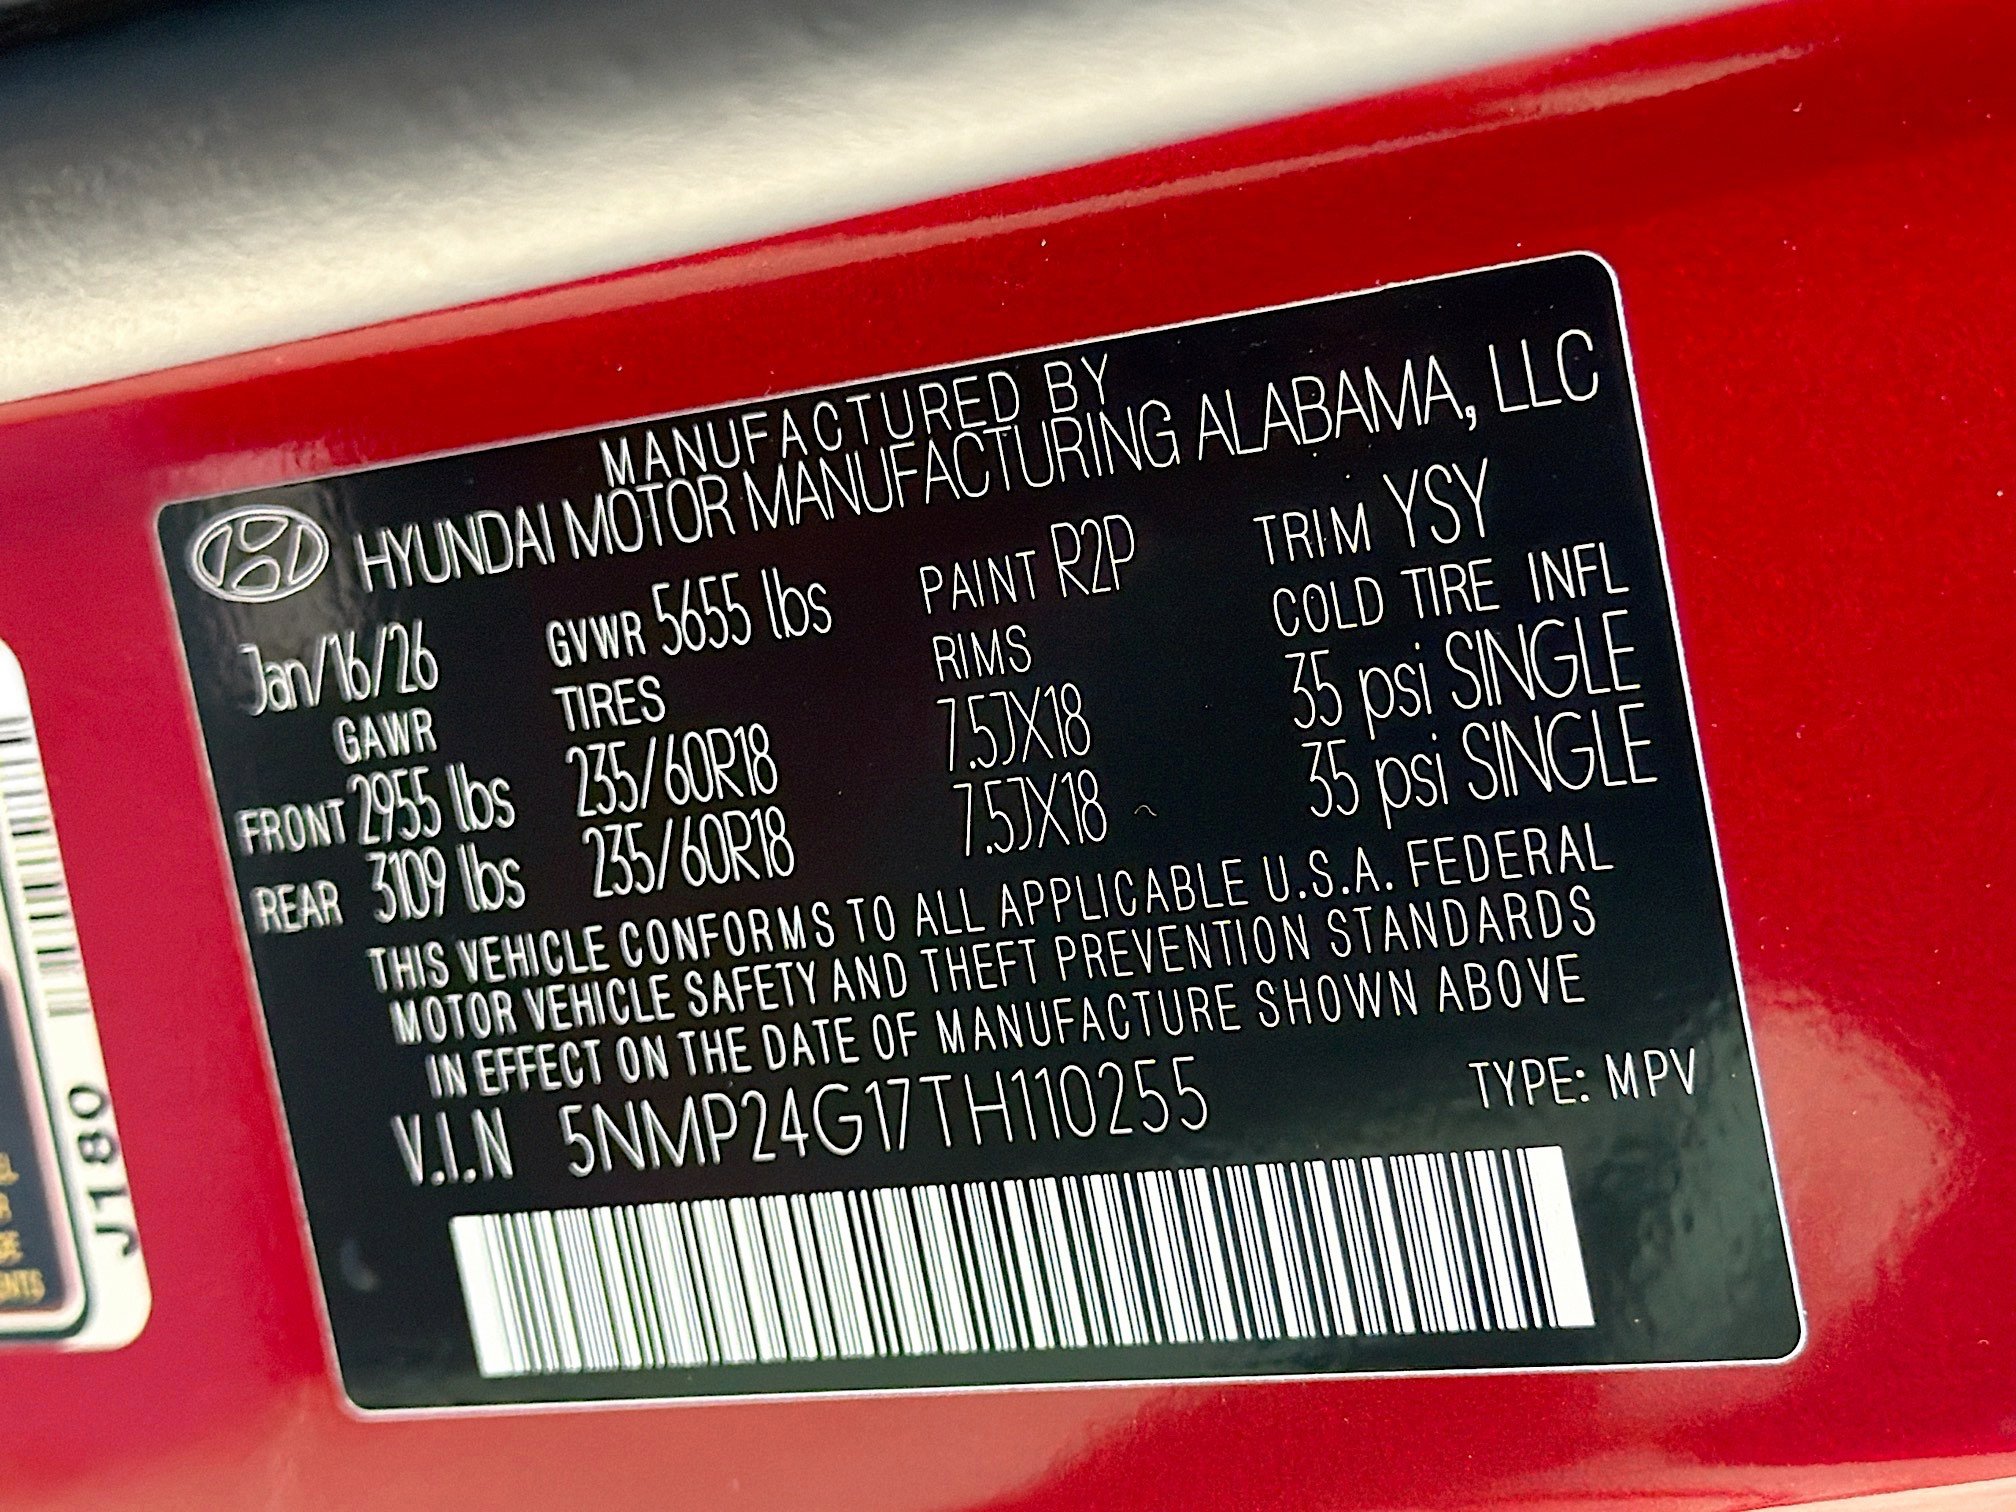 MANUFACTURED BY
HYUNDAI MOTOR MANUFACTURING ALABAMA, LLC
Jan/16/26 GVWR 5655 lbs PAINT R2P TRIM YSY
GAWR TIRES RIMS COLD TIRE INFL
FRONT 2955 lbs 235/60R18 7.5JX18 35 psi SINGLE
REAR 3109 lbs 235/60R18 7.5JX18 35 psi SINGLE
THIS VEHICLE CONFORMS TO ALL APPLICABLE U.S.A. FEDERAL
MOTOR VEHICLE SAFETY AND THEFT PREVENTION STANDARDS
IN EFFECT ON THE DATE OF MANUFACTURE SHOWN ABOVE
V.I.N 5NMP24G17TH110255 TYPE: MPV
J180